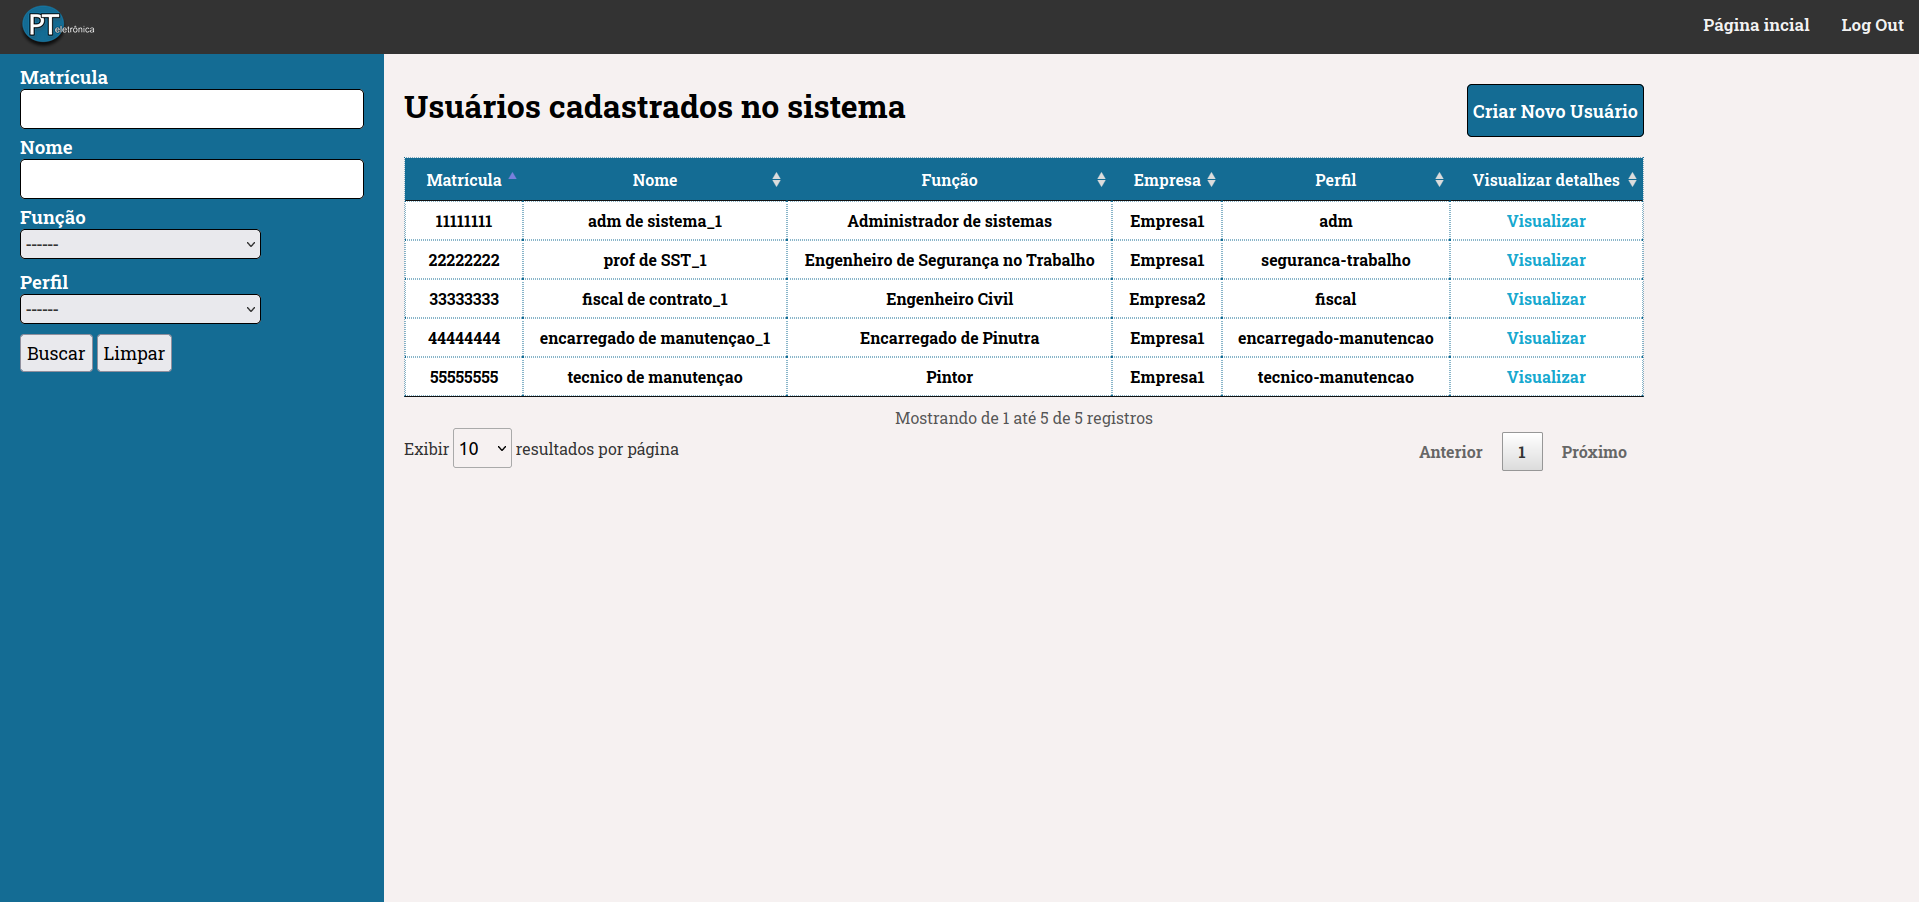 PTeletrônica
Página incial
Log Out
Matrícula
Nome
Função
------
Perfil
------
Buscar Limpar
Usuários cadastrados no sistema
Criar Novo Usuário
Matrícula Nome Função Empresa Perfil Visualizar detalhes
11111111 adm de sistema_1 Administrador de sistemas Empresa1 adm Visualizar
22222222 prof de SST_1 Engenheiro de Segurança no Trabalho Empresa1 seguranca-trabalho Visualizar
33333333 fiscal de contrato_1 Engenheiro Civil Empresa2 fiscal Visualizar
44444444 encarregado de manutençao_1 Encarregado de Pinutra Empresa1 encarregado-manutencao Visualizar
55555555 tecnico de manutençao Pintor Empresa1 tecnico-manutencao Visualizar
Mostrando de 1 até 5 de 5 registros
Exibir 10 resultados por página
Anterior 1 Próximo